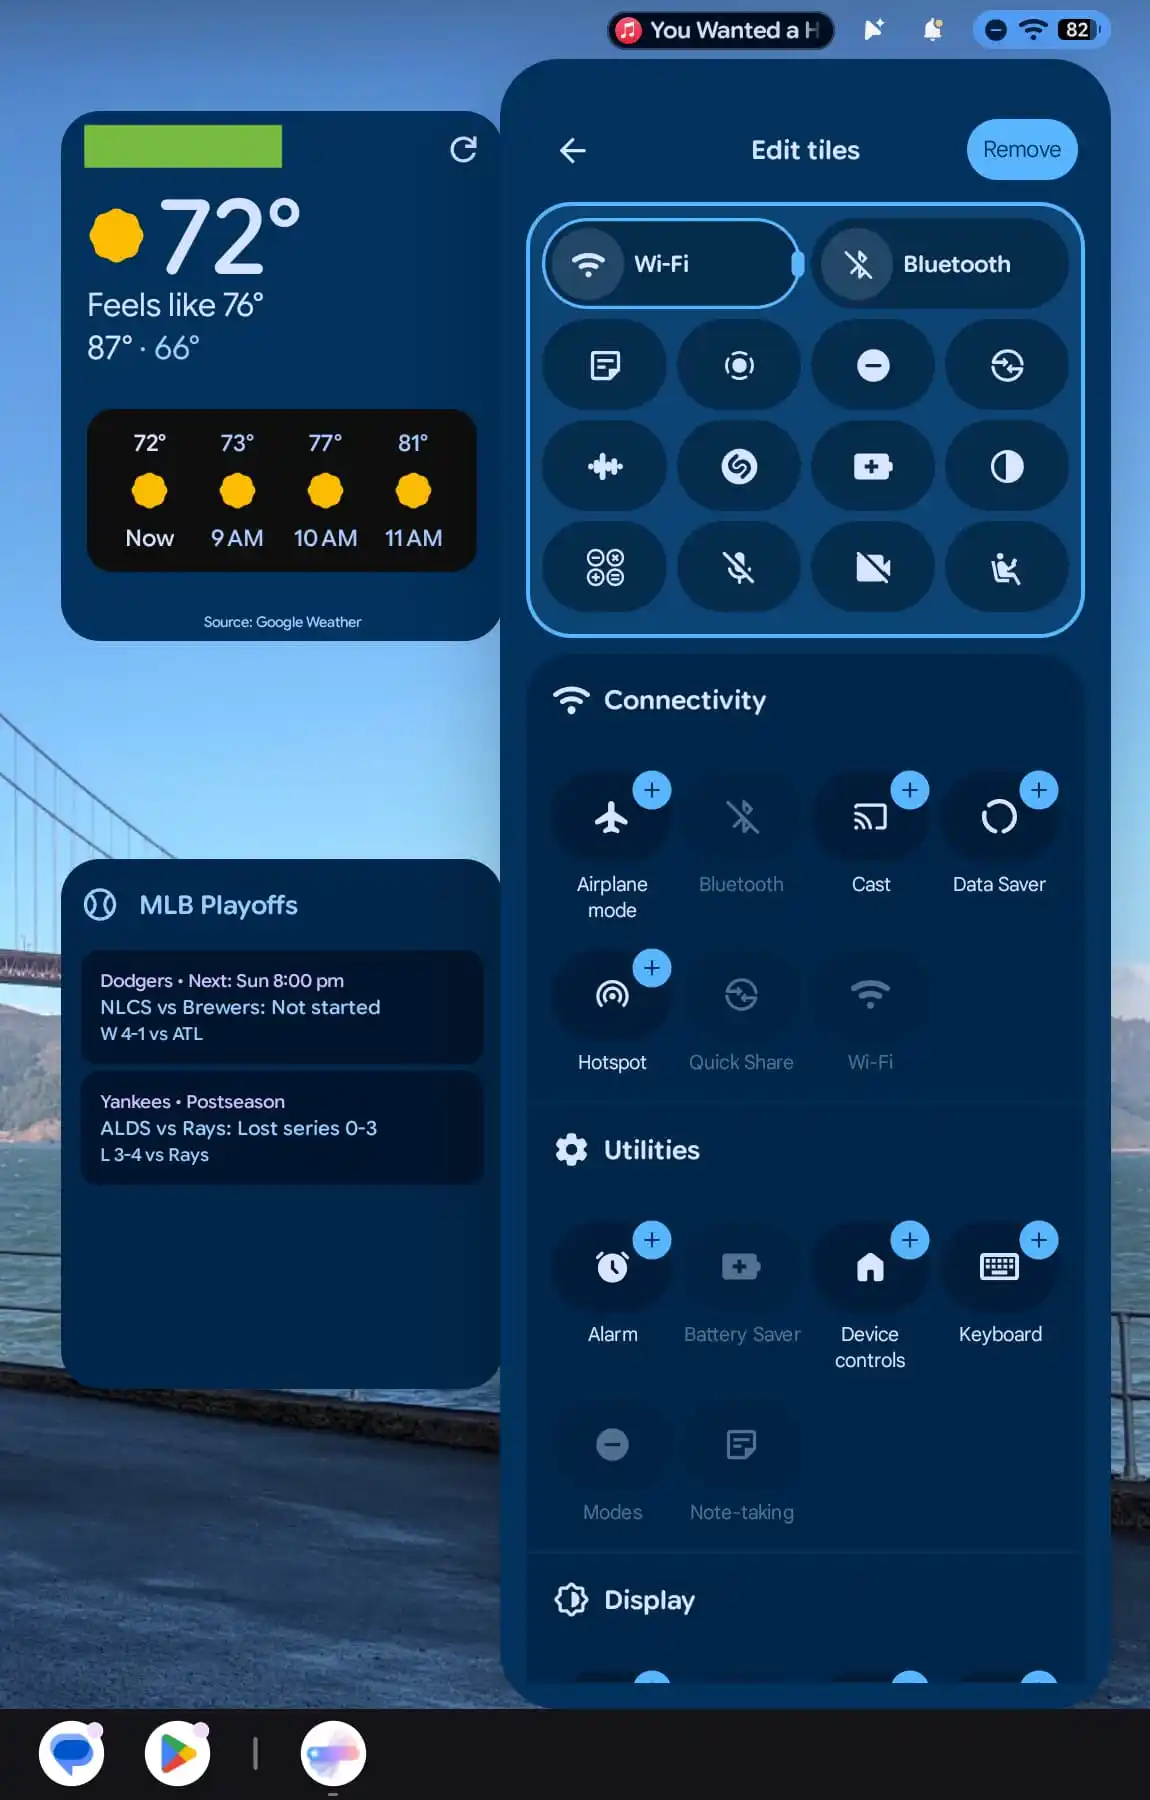 You Wanted a H
82
72°
Feels like 76°
87° · 66°
72° 73° 77° 81°
Now 9 AM 10 AM 11 AM
Source: Google Weather
MLB Playoffs
Dodgers • Next: Sun 8:00 pm
NLCS vs Brewers: Not started
W 4-1 vs ATL
Yankees • Postseason
ALDS vs Rays: Lost series 0-3
L 3-4 vs Rays
Edit tiles
Remove
Wi-Fi
Bluetooth
Connectivity
Airplane mode
Bluetooth
Cast
Data Saver
Hotspot
Quick Share
Wi-Fi
Utilities
Alarm
Battery Saver
Device controls
Keyboard
Modes
Note-taking
Display